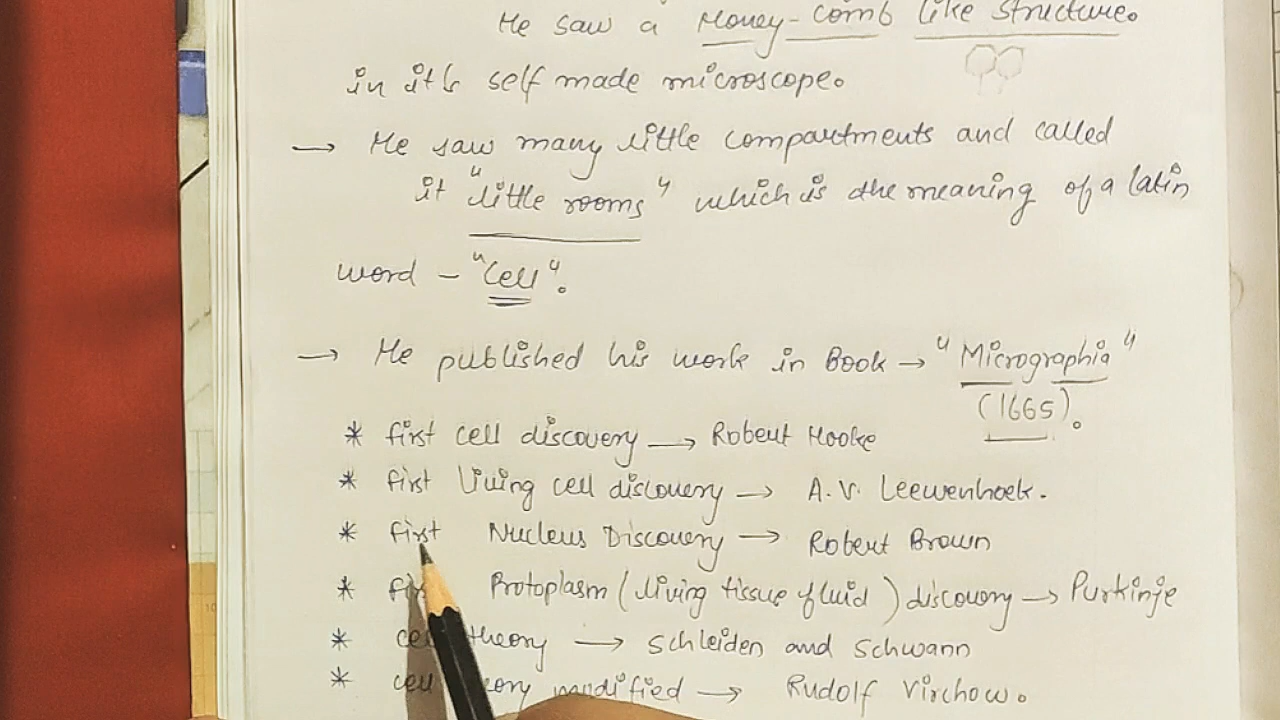 He saw a Honey-comb like structure.
in it's self made microscope.
→ He saw many little compartments and called
it "little rooms" which is the meaning of a latin
word - "Cell".
→ He published his work in Book → "Micrographia"
(1665).
* first cell discovery → Robert Hooke
* first living cell discovery → A.V. Leewenhoek.
* first Nucleus Discovery → Robert Brown
* Protoplasm (living tissue fluid) discovery → Purkinje
* cell theory → Schleiden and Schwann
* cell modified → Rudolf Virchow.